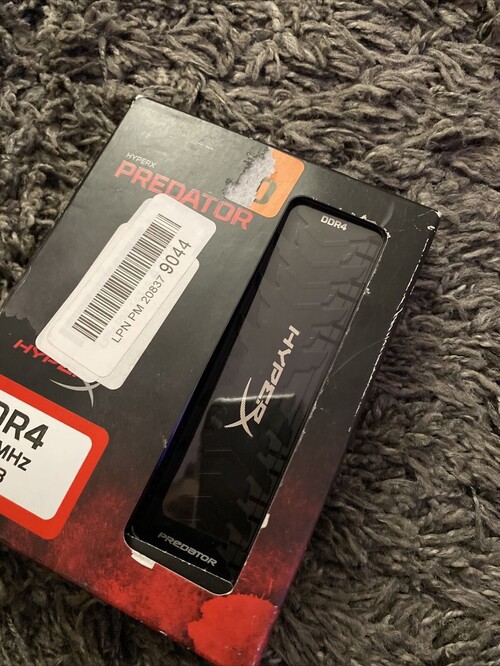 HYPERX
PREDATOR
DDR4
LPN PM 20837 9044
HYPERX
HYPERX
DR4
MHz
PREDATOR